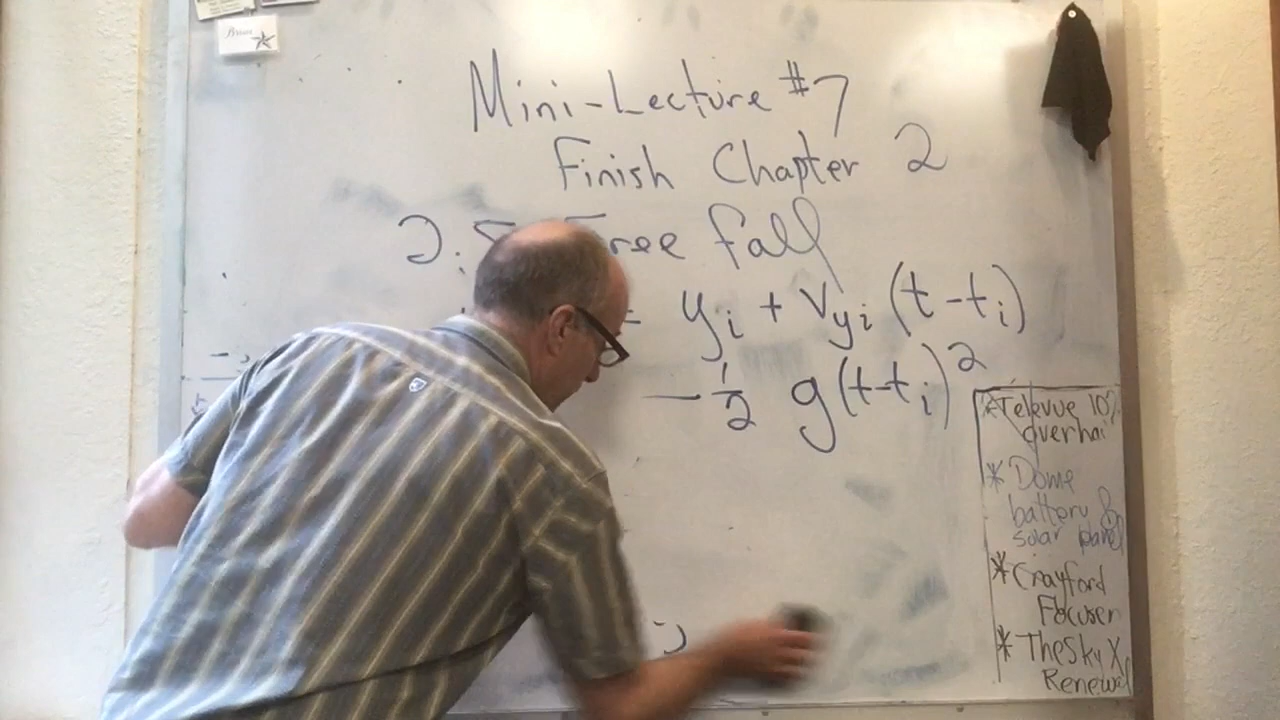 Mini-Lecture #7
Finish Chapter 2
Free fall
= yi + vyi (t - ti)
- 1/2 g(t-ti)²
*Televue 10%
overhaul
* Dome
battery &
solar panel
* Crayford
Focuser
* TheSky X
Renewal